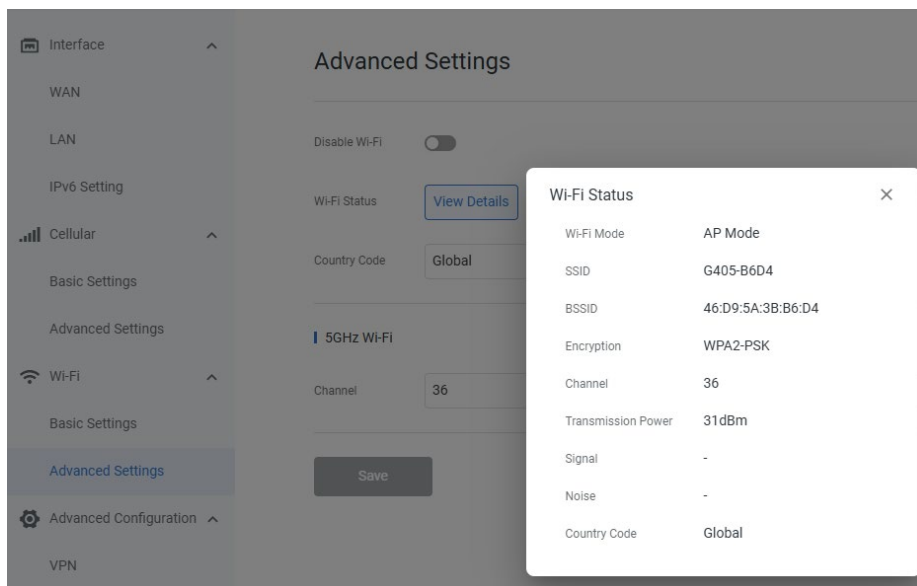 Interface
WAN
LAN
IPv6 Setting
Cellular
Basic Settings
Advanced Settings
Wi-Fi
Basic Settings
Advanced Settings
Advanced Configuration
VPN
Advanced Settings
Disable Wi-Fi
Wi-Fi Status View Details
Country Code Global
5GHz Wi-Fi
Channel 36
Save
Wi-Fi Status
Wi-Fi Mode AP Mode
SSID G405-B6D4
BSSID 46:D9:5A:3B:B6:D4
Encryption WPA2-PSK
Channel 36
Transmission Power 31dBm
Signal -
Noise -
Country Code Global